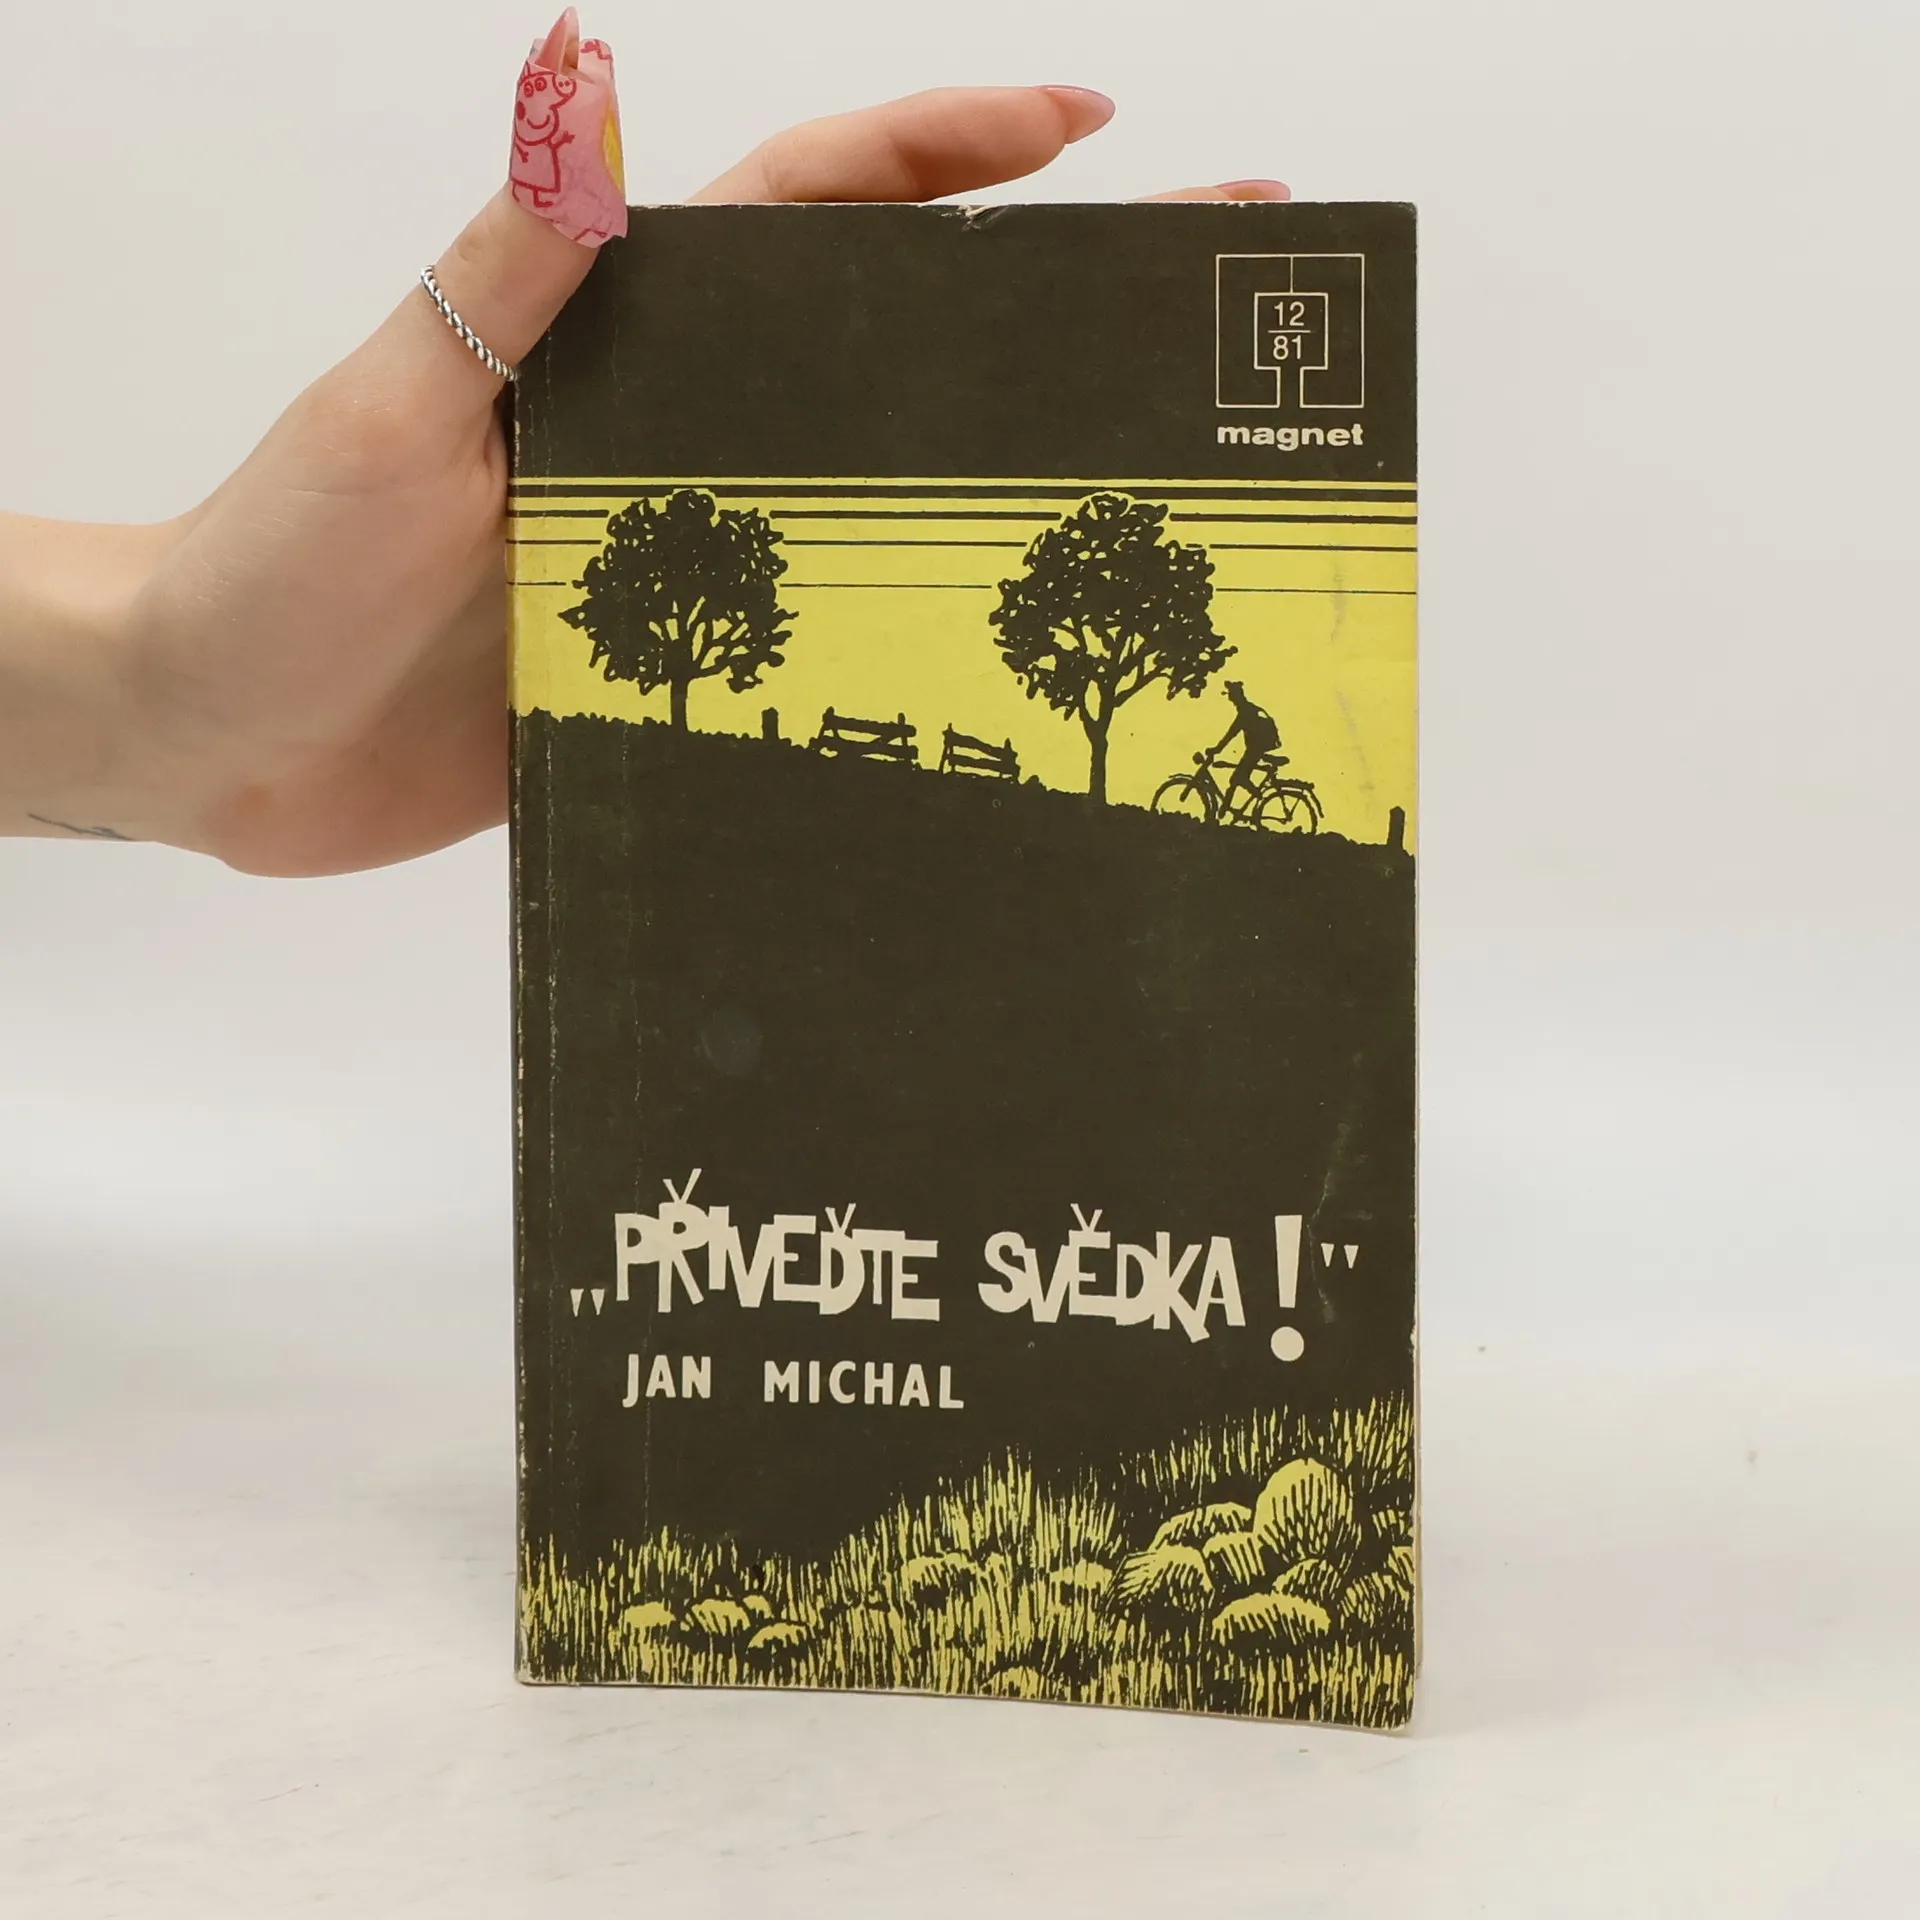 12
81
magnet
„PŘIVEĎTE SVĚDKA!”
JAN MICHAL